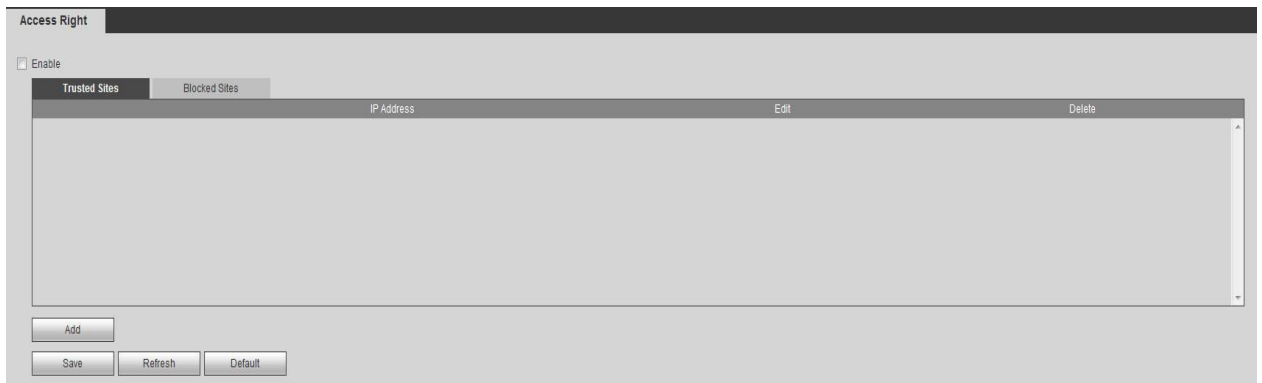 Access Right
Enable
Trusted Sites Blocked Sites
IP Address Edit Delete
Add
Save Refresh Default